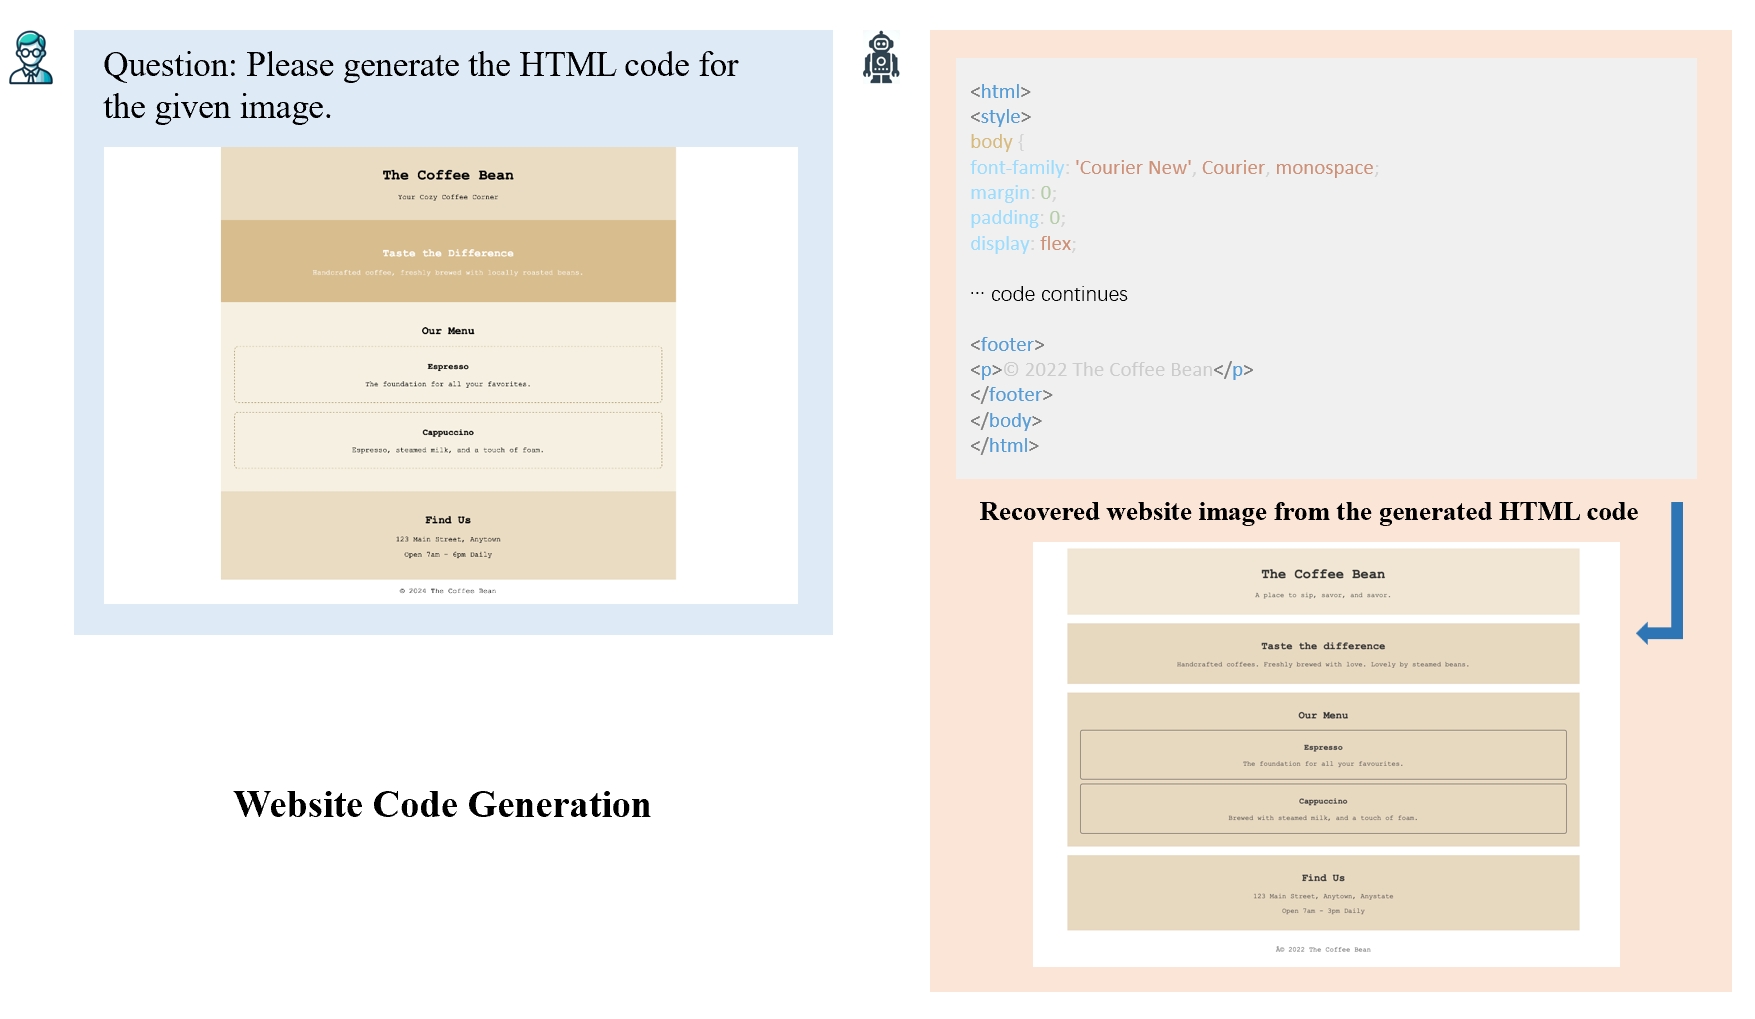 Question: Please generate the HTML code for
the given image.
The Coffee Bean
Your Cozy Coffee Corner
Taste the Difference
Handcrafted coffee, freshly brewed with locally roasted beans.
Our Menu
Espresso
The foundation for all your favorites.
Cappuccino
Espresso, steamed milk, and a touch of foam.
Find Us
123 Main Street, Anytown
Open 7am - 6pm Daily
© 2024 The Coffee Bean
Website Code Generation
<html>
<style>
body {
font-family: 'Courier New', Courier, monospace;
margin: 0;
padding: 0;
display: flex;
··· code continues
<footer>
<p>© 2022 The Coffee Bean</p>
</footer>
</body>
</html>
Recovered website image from the generated HTML code
The Coffee Bean
A place to sip, savor, and savor.
Taste the difference
Handcrafted coffees. Freshly brewed with love. Lovely by steamed beans.
Our Menu
Espresso
The foundation for all your favourites.
Cappuccino
Brewed with steamed milk, and a touch of foam.
Find Us
123 Main Street, Anytown, Anystate
Open 7am - 3pm Daily
Â© 2022 The Coffee Bean